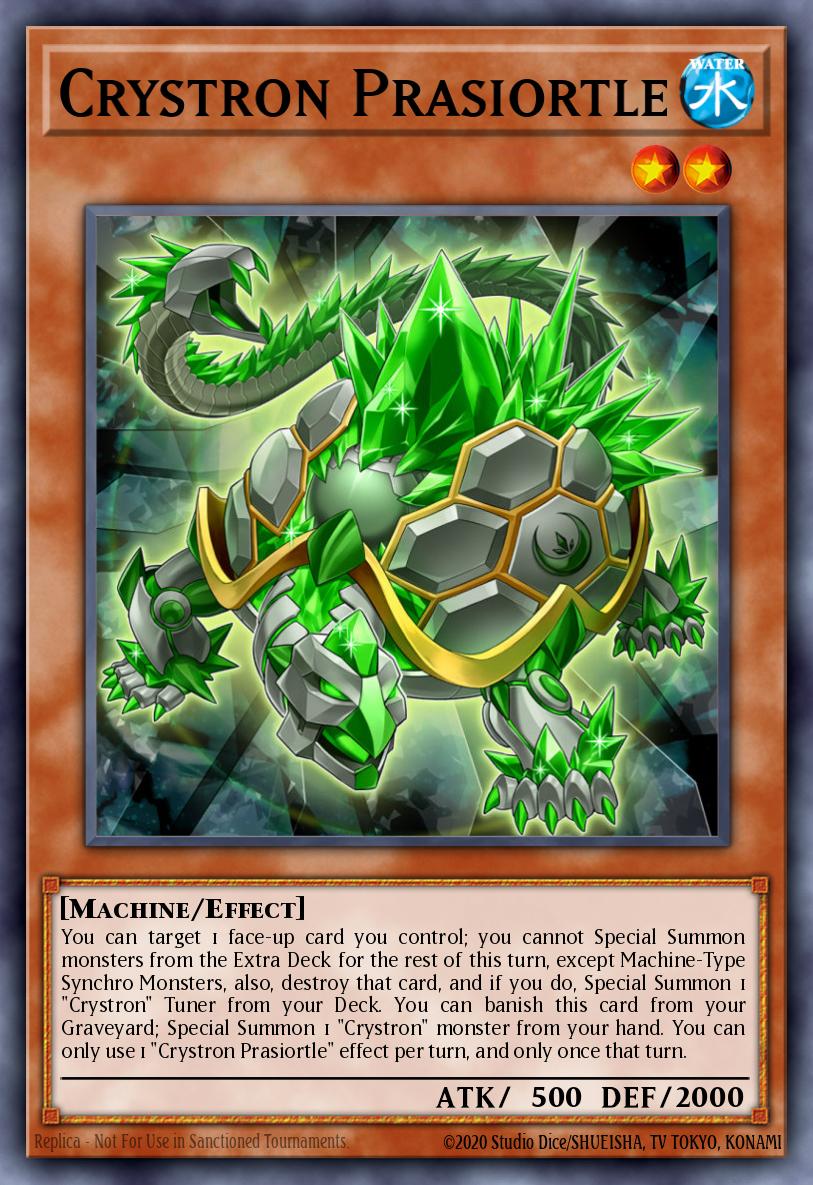 Crystron Prasiortle
WATER
水
[Machine/Effect]
You can target 1 face-up card you control; you cannot Special Summon
monsters from the Extra Deck for the rest of this turn, except Machine-Type
Synchro Monsters, also, destroy that card, and if you do, Special Summon 1
"Crystron" Tuner from your Deck. You can banish this card from your
Graveyard; Special Summon 1 "Crystron" monster from your hand. You can
only use 1 "Crystron Prasiortle" effect per turn, and only once that turn.
ATK/ 500 DEF/2000
Replica - Not For Use in Sanctioned Tournaments.
©2020 Studio Dice/SHUEISHA, TV TOKYO, KONAMI